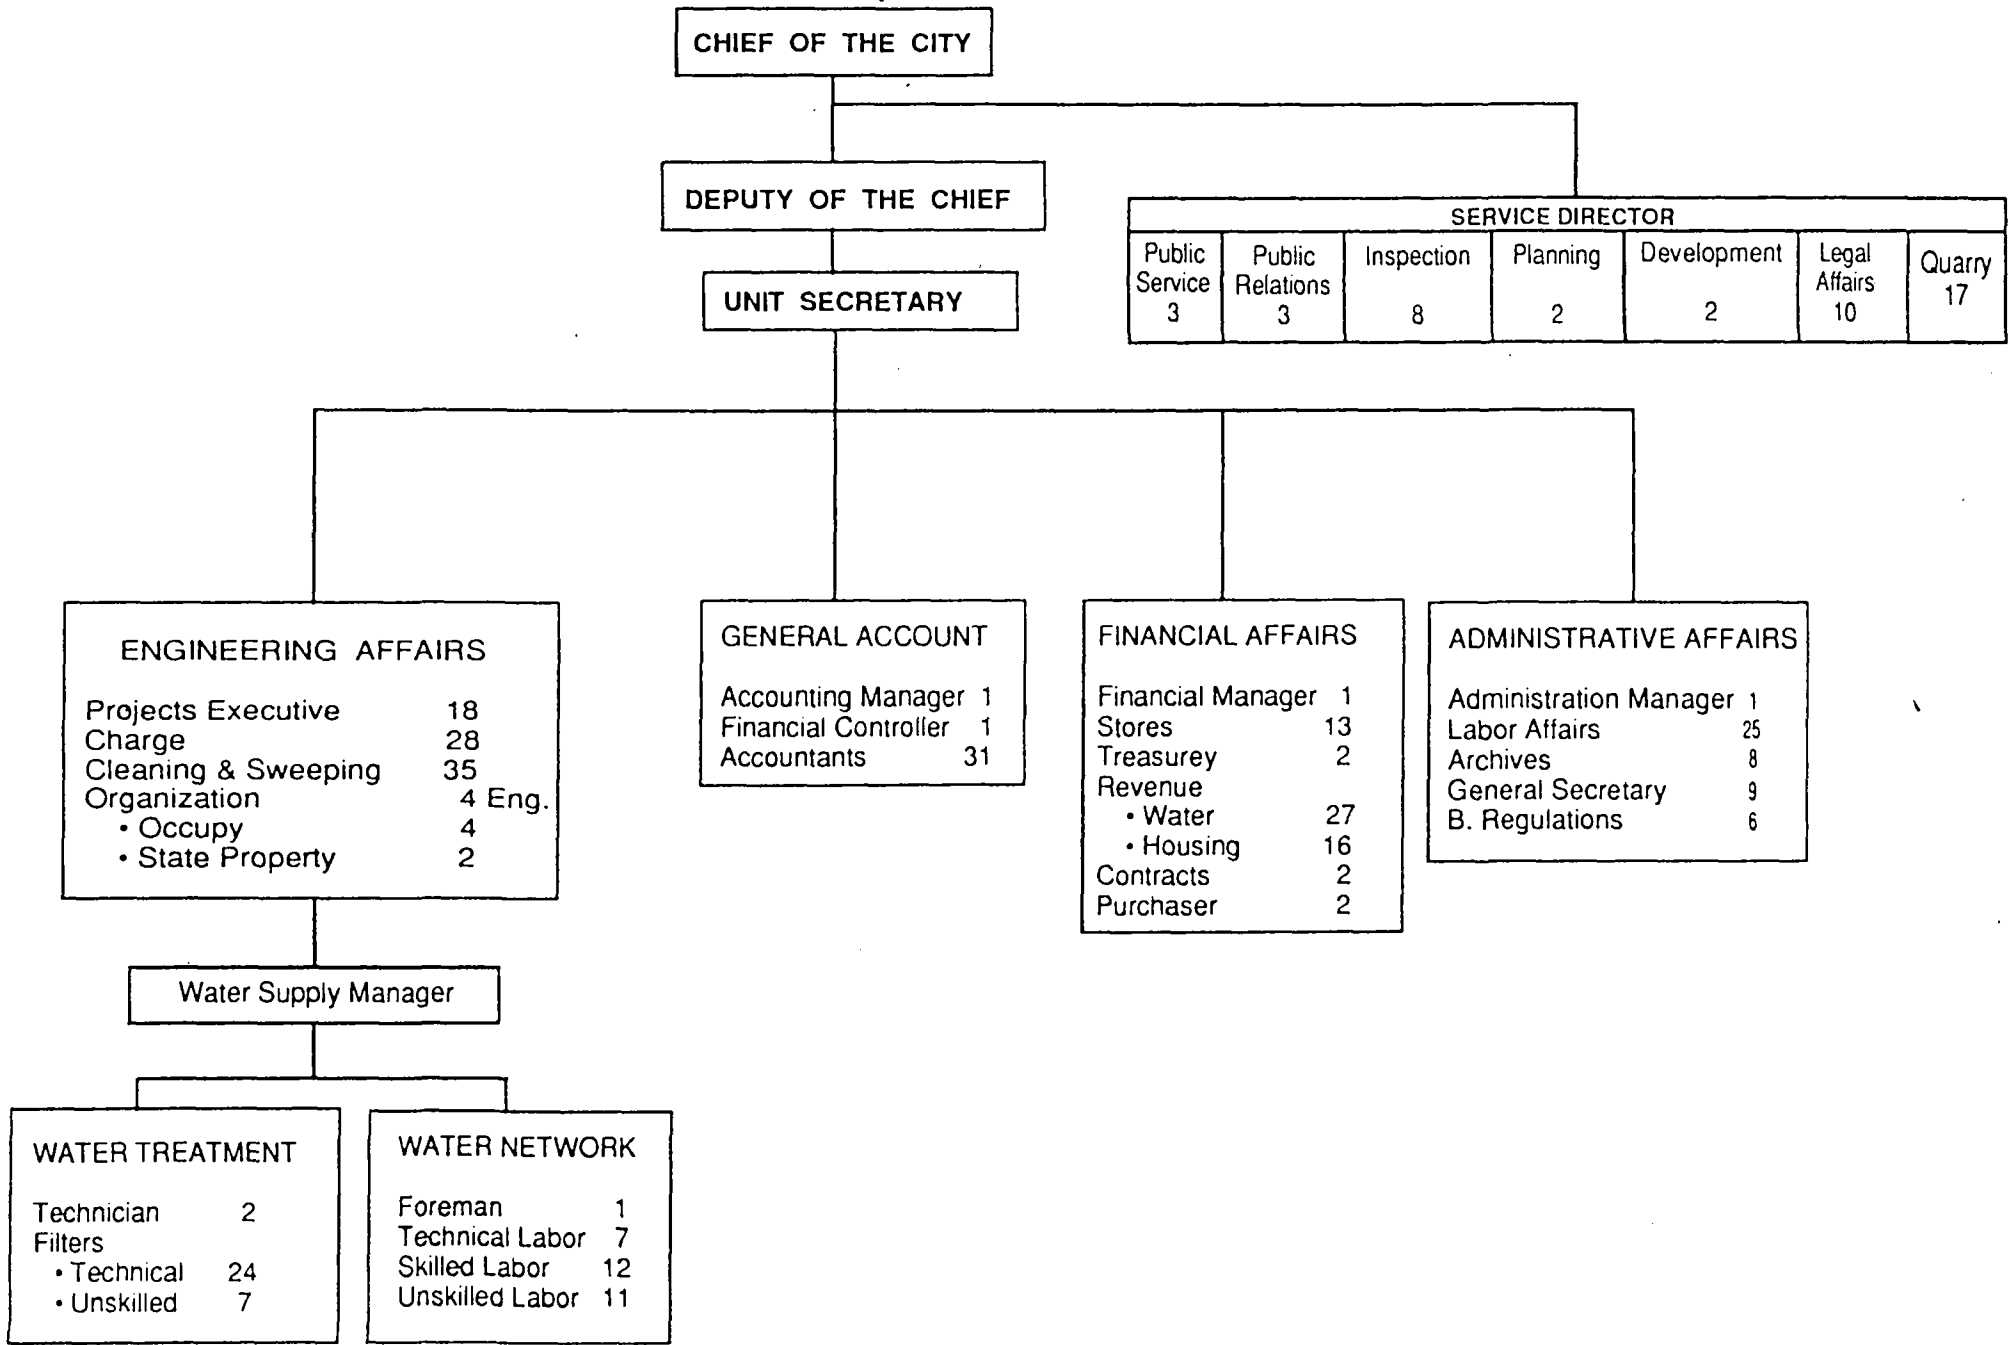 CHIEF OF THE CITY
DEPUTY OF THE CHIEF
UNIT SECRETARY
SERVICE DIRECTOR
Public Service 3
Public Relations 3
Inspection 8
Planning 2
Development 2
Legal Affairs 10
Quarry 17
ENGINEERING AFFAIRS
Projects Executive 18
Charge 28
Cleaning & Sweeping 35
Organization 4 Eng.
• Occupy 4
• State Property 2
GENERAL ACCOUNT
Accounting Manager 1
Financial Controller 1
Accountants 31
FINANCIAL AFFAIRS
Financial Manager 1
Stores 13
Treasurey 2
Revenue
• Water 27
• Housing 16
Contracts 2
Purchaser 2
ADMINISTRATIVE AFFAIRS
Administration Manager 1
Labor Affairs 25
Archives 8
General Secretary 9
B. Regulations 6
Water Supply Manager
WATER TREATMENT
Technician 2
Filters
• Technical 24
• Unskilled 7
WATER NETWORK
Foreman 1
Technical Labor 7
Skilled Labor 12
Unskilled Labor 11